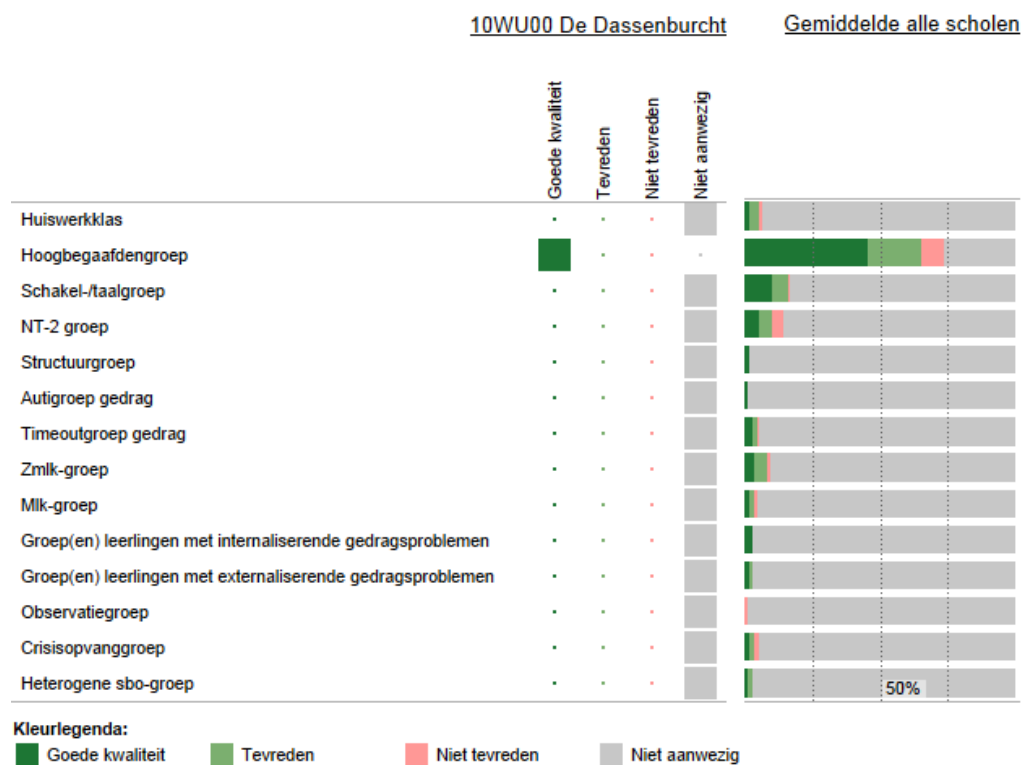 10WU00 De Dassenburcht
Gemiddelde alle scholen
Goede kwaliteit
Tevreden
Niet tevreden
Niet aanwezig
Huiswerkklas
Hoogbegaafdengroep
Schakel-/taalgroep
NT-2 groep
Structuurgroep
Autigroep gedrag
Timeoutgroep gedrag
Zmlk-groep
Mlk-groep
Groep(en) leerlingen met internaliserende gedragsproblemen
Groep(en) leerlingen met externaliserende gedragsproblemen
Observatiegroep
Crisisopvanggroep
Heterogene sbo-groep
50%
Kleurlegenda:
Goede kwaliteit
Tevreden
Niet tevreden
Niet aanwezig